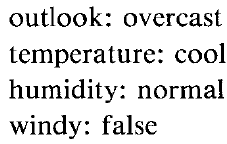 outlook: overcast
temperature: cool
humidity: normal
windy: false